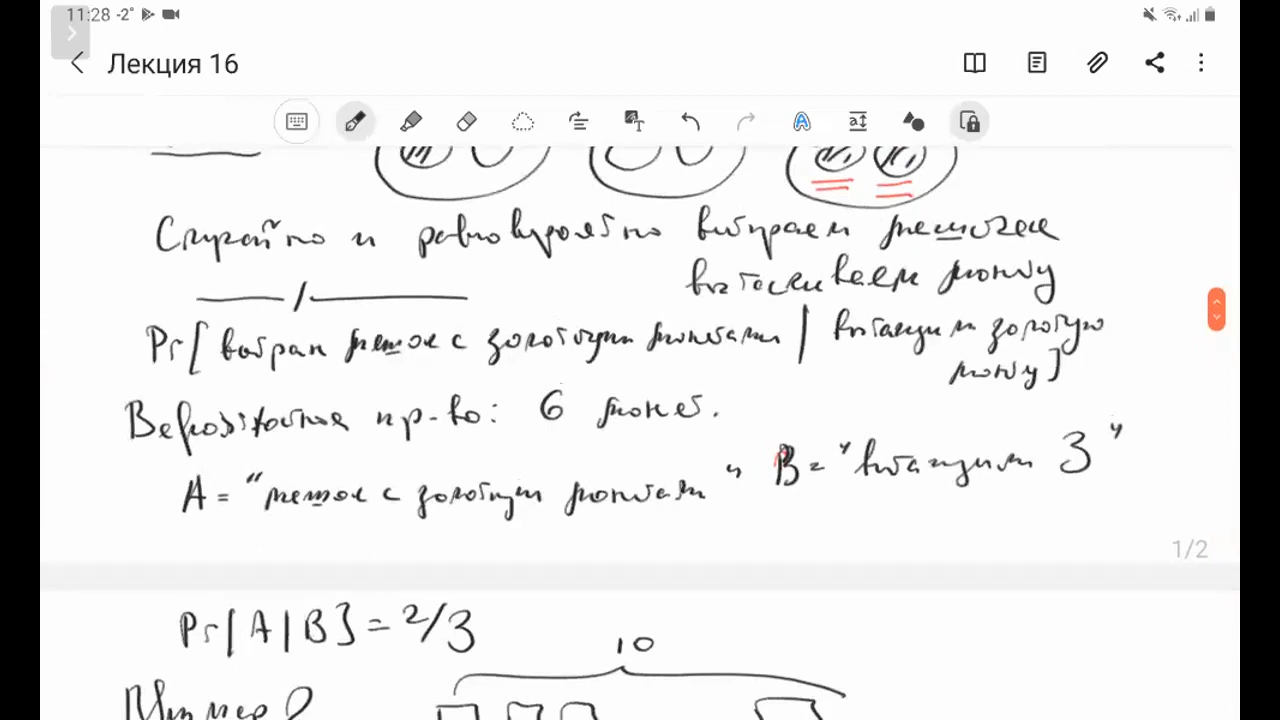 11:28 -2°
Лекция 16
Случайно и равновероятно выбираем мешочек
вытаскиваем монету
Pr[выбран мешок с золотыми монетами | вытащили золотую
монету]
Вероятностное пр-во: 6 монет.
A = "мешок с золотыми монетами" B = "вытащили З"
1/2
Pr[A|B] = 2/3
10
Пример 2